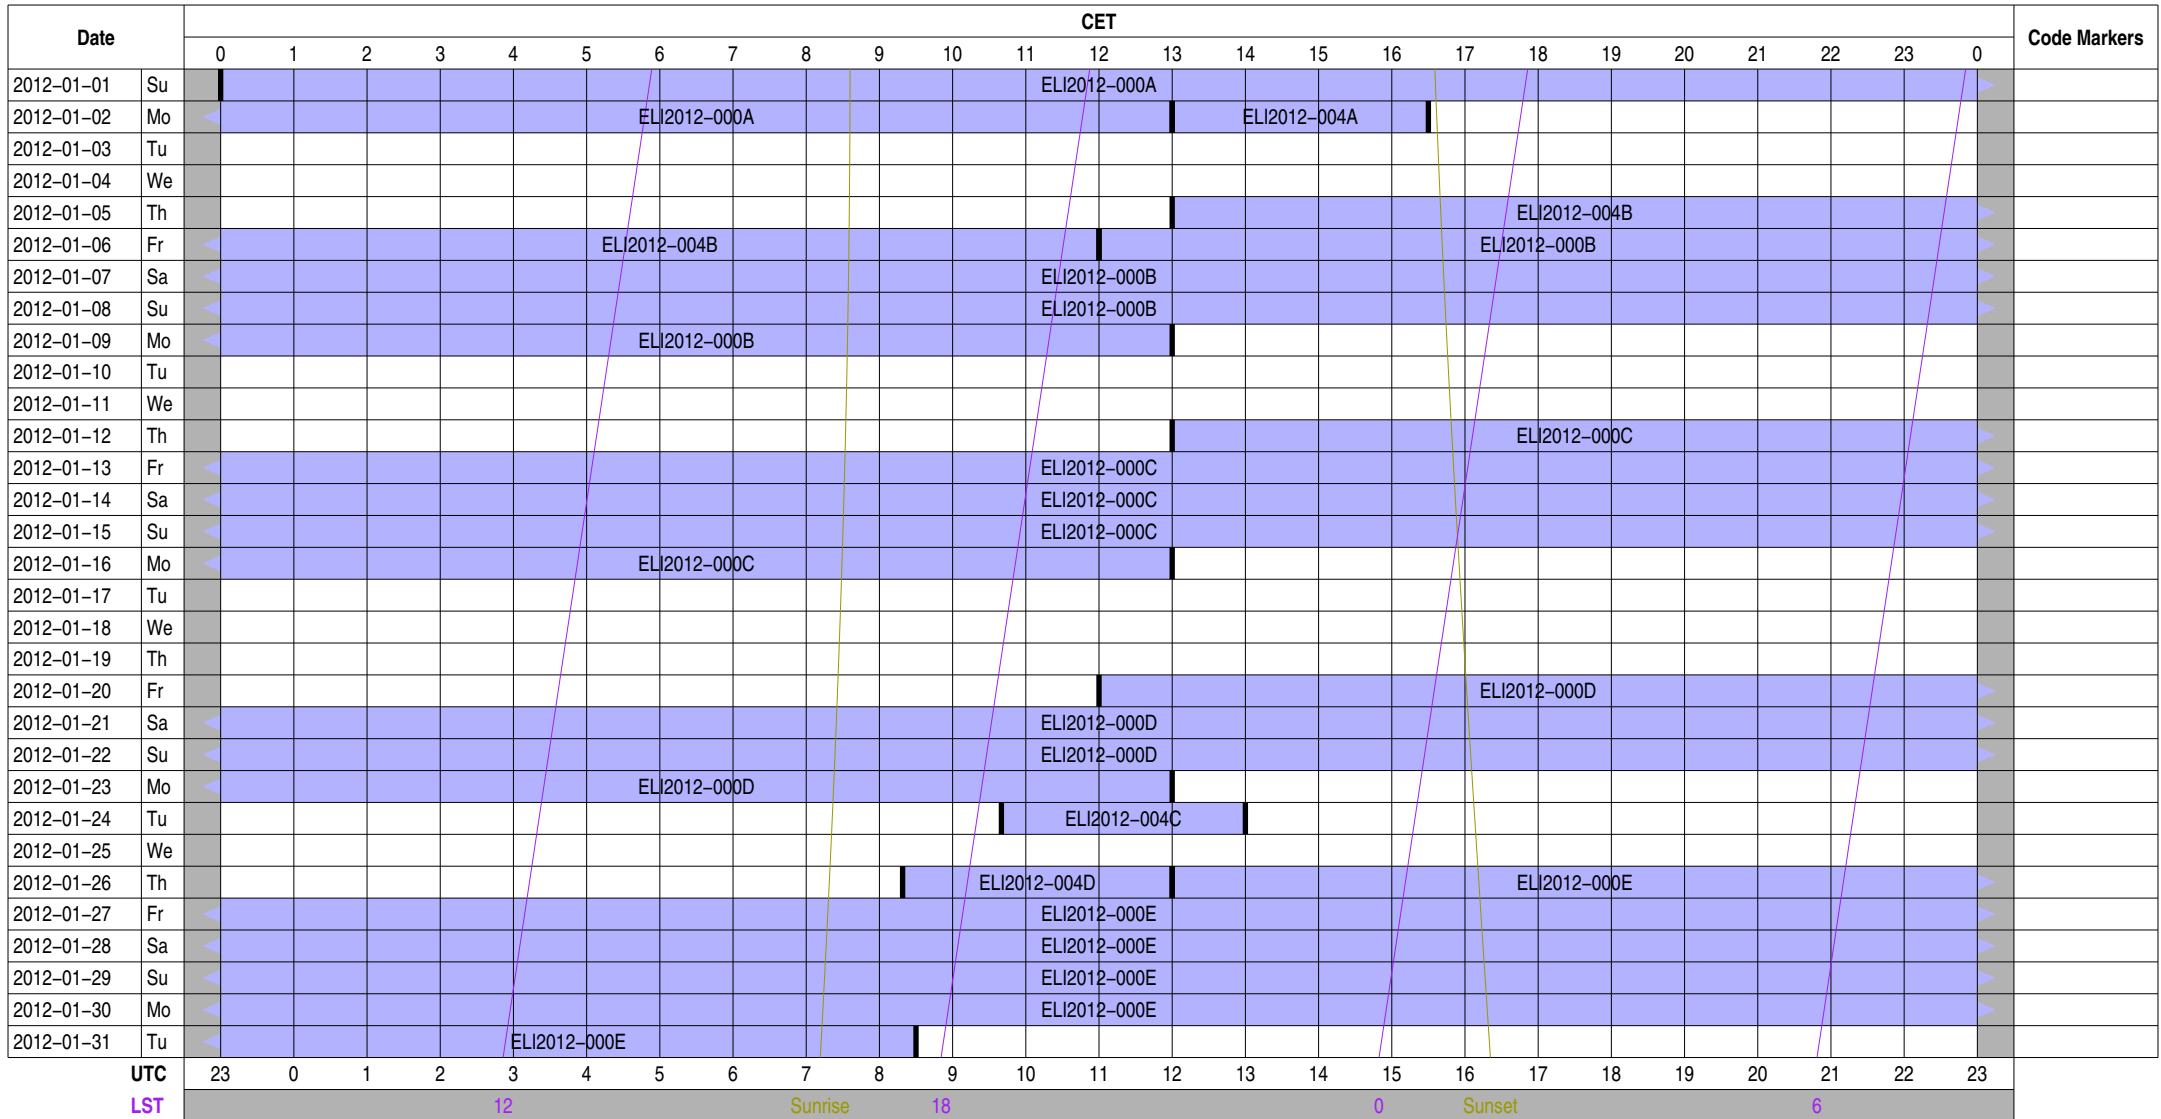 CET
Date
Code Markers
0 1 2 3 4 5 6 7 8 9 10 11 12 13 14 15 16 17 18 19 20 21 22 23 0
2012-01-01 Su ELI2012-000A
2012-01-02 Mo ELI2012-000A ELI2012-004A
2012-01-03 Tu
2012-01-04 We
2012-01-05 Th ELI2012-004B
2012-01-06 Fr ELI2012-004B ELI2012-000B
2012-01-07 Sa ELI2012-000B
2012-01-08 Su ELI2012-000B
2012-01-09 Mo ELI2012-000B
2012-01-10 Tu
2012-01-11 We
2012-01-12 Th ELI2012-000C
2012-01-13 Fr ELI2012-000C
2012-01-14 Sa ELI2012-000C
2012-01-15 Su ELI2012-000C
2012-01-16 Mo ELI2012-000C
2012-01-17 Tu
2012-01-18 We
2012-01-19 Th
2012-01-20 Fr ELI2012-000D
2012-01-21 Sa ELI2012-000D
2012-01-22 Su ELI2012-000D
2012-01-23 Mo ELI2012-000D
2012-01-24 Tu ELI2012-004C
2012-01-25 We
2012-01-26 Th ELI2012-004D ELI2012-000E
2012-01-27 Fr ELI2012-000E
2012-01-28 Sa ELI2012-000E
2012-01-29 Su ELI2012-000E
2012-01-30 Mo ELI2012-000E
2012-01-31 Tu ELI2012-000E
UTC 23 0 1 2 3 4 5 6 7 8 9 10 11 12 13 14 15 16 17 18 19 20 21 22 23
LST 12 Sunrise 18 0 Sunset 6